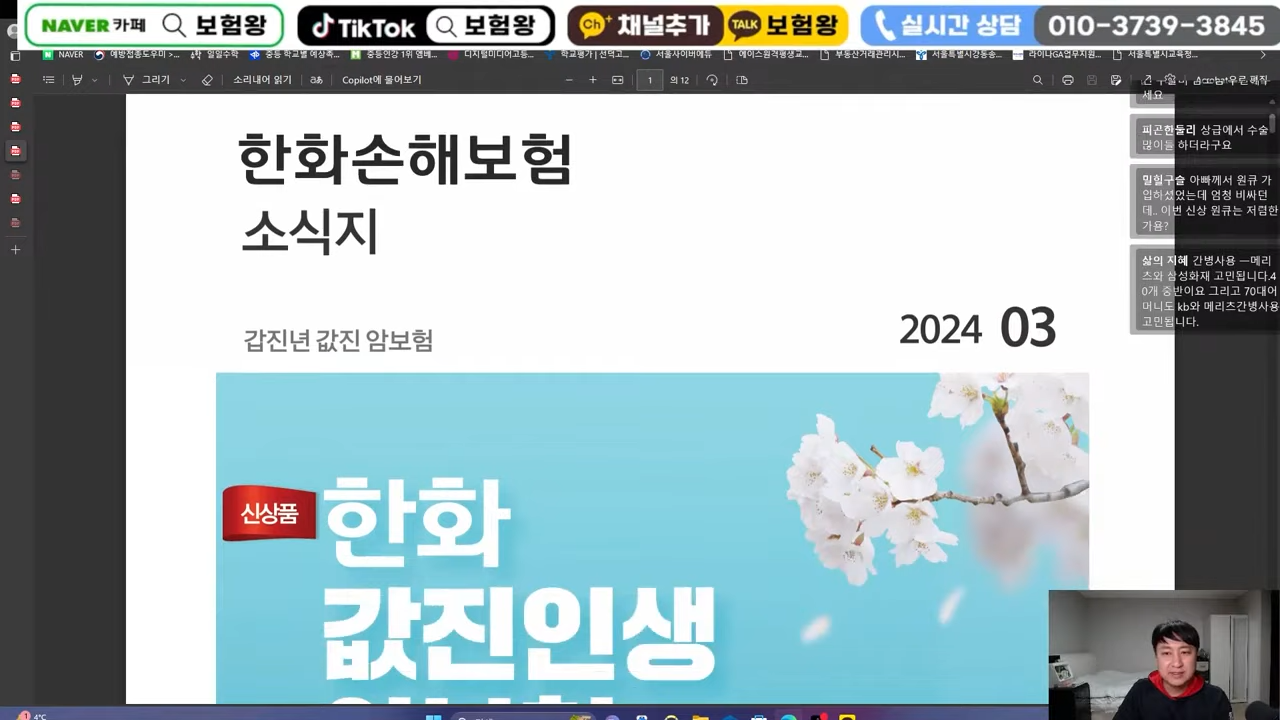 NAVER 카페 보험왕
TikTok 보험왕
Ch+ 채널추가 TALK 보험왕
실시간 상담 010-3739-3845
NAVER
그리기
소리내어 읽기
Copilot에 물어보기
1 의 12
세요
피곤한둘리 상급에서 수술
많이들 하더라구요
밀힐구슬 아빠께서 원큐 가
입하셨었는데 엄청 비싸던
데.. 이번 신상 원큐는 저렴한
가용?
삶의 지혜 간병사용 —메리
츠와 삼성화재 고민됩니다.4
0개 중반이요 그리고 70대어
머니도 kb와 메리츠간병사용
고민됩니다.
한화손해보험
소식지
갑진년 값진 암보험
2024 03
신상품
한화
값진인생
4°C